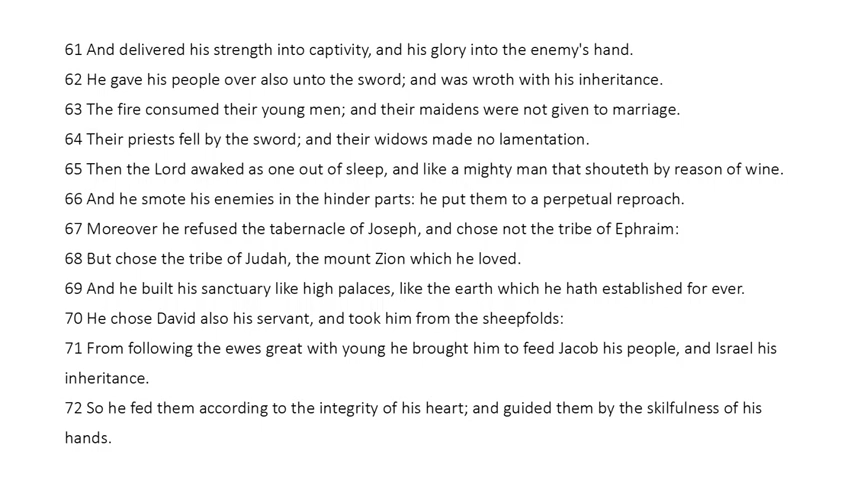 61 And delivered his strength into captivity, and his glory into the enemy's hand.
62 He gave his people over also unto the sword; and was wroth with his inheritance.
63 The fire consumed their young men; and their maidens were not given to marriage.
64 Their priests fell by the sword; and their widows made no lamentation.
65 Then the Lord awaked as one out of sleep, and like a mighty man that shouteth by reason of wine.
66 And he smote his enemies in the hinder parts: he put them to a perpetual reproach.
67 Moreover he refused the tabernacle of Joseph, and chose not the tribe of Ephraim:
68 But chose the tribe of Judah, the mount Zion which he loved.
69 And he built his sanctuary like high palaces, like the earth which he hath established for ever.
70 He chose David also his servant, and took him from the sheepfolds:
71 From following the ewes great with young he brought him to feed Jacob his people, and Israel his
inheritance.
72 So he fed them according to the integrity of his heart; and guided them by the skilfulness of his
hands.